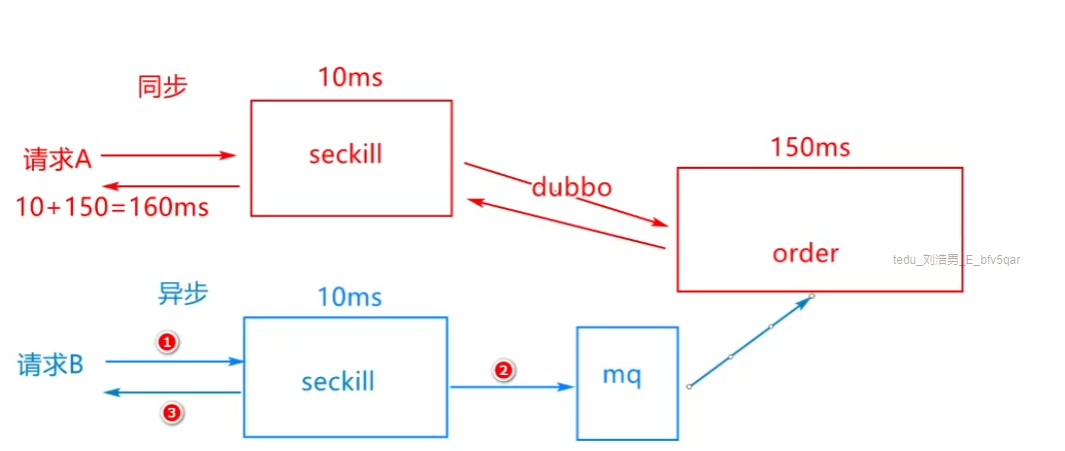 同步
10ms
请求A
seckill
10+150=160ms
dubbo
150ms
order
tedu_刘浩男_E_bfv5qar
异步
10ms
请求B
1
seckill
2
mq
3